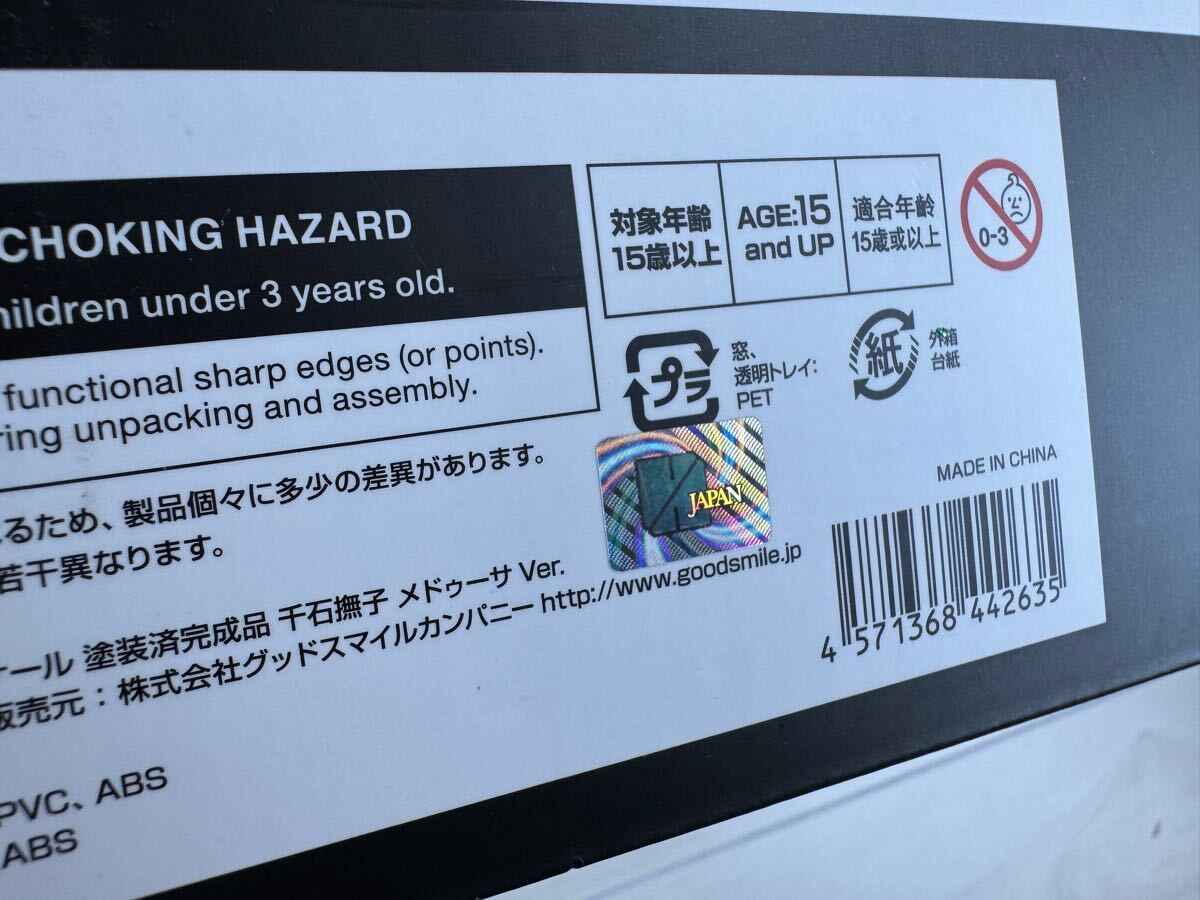 CHOKING HAZARD
hildren under 3 years old.
functional sharp edges (or points).
ring unpacking and assembly.
対象年齢
15歳以上
AGE:15
and UP
適合年齢
15歳或以上
0-3
プラ
窓、
透明トレイ:
PET
紙
外箱
台紙
るため、製品個々に多少の差異があります。
若干異なります。
JAPAN
MADE IN CHINA
ール 塗装済完成品 千石撫子 メドゥーサ Ver.
販売元：株式会社グッドスマイルカンパニー http://www.goodsmile.jp
4 571368 442635
PVC、ABS
ABS